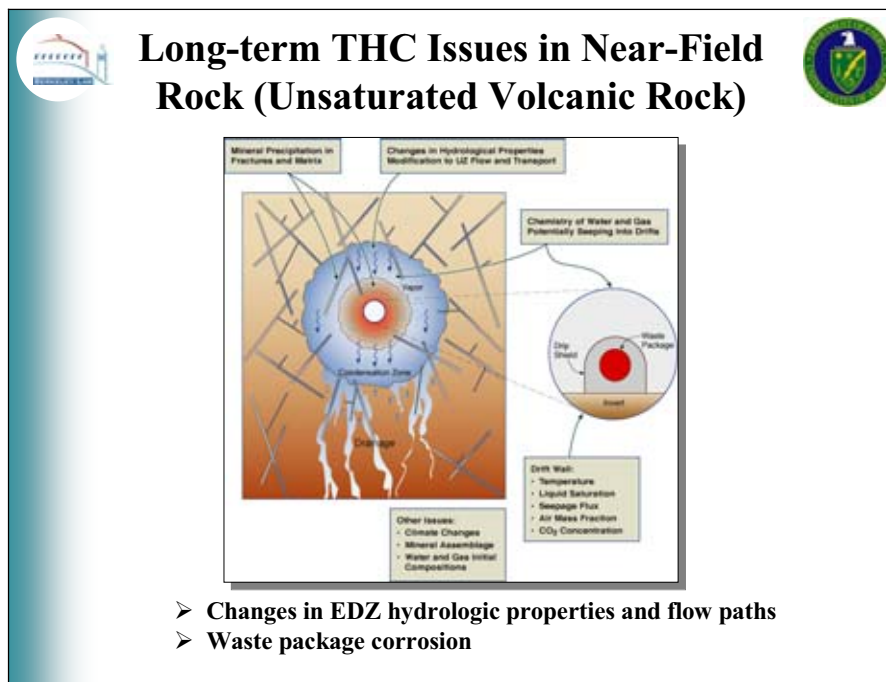 Long-term THC Issues in Near-Field
Rock (Unsaturated Volcanic Rock)
Mineral Precipitation in
Fractures and Matrix
Changes in Hydrological Properties
Modification to UZ Flow and Transport
Chemistry of Water and Gas
Potentially Seeping into Drifts
Vapor
Waste
Package
Drip
Shield
Condensation Zone
Invert
Drainage
Drift Wall:
• Temperature
• Liquid Saturation
• Seepage Flux
• Air Mass Fraction
• CO₂ Concentration
Other Issues:
• Climate Changes
• Mineral Assemblage
• Water and Gas Initial
Compositions
➢ Changes in EDZ hydrologic properties and flow paths
➢ Waste package corrosion